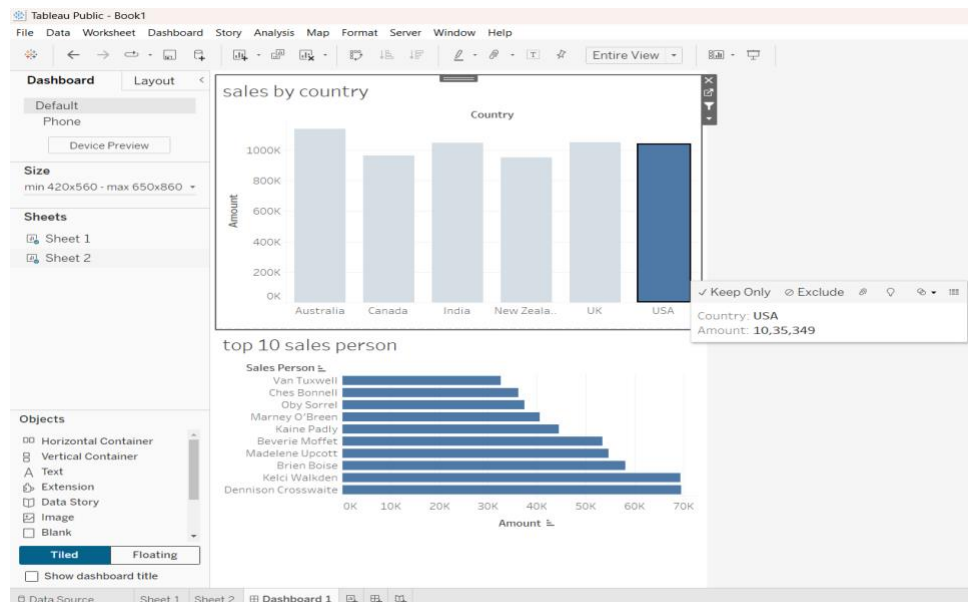 Tableau Public - Book1
File Data Worksheet Dashboard Story Analysis Map Format Server Window Help
Entire View
Dashboard Layout
Default
Phone
Device Preview
Size
min 420x560 - max 650x860
Sheets
Sheet 1
Sheet 2
Objects
Horizontal Container
Vertical Container
Text
Extension
Data Story
Image
Blank
Tiled Floating
Show dashboard title
sales by country
Country
Amount
1000K
800K
600K
400K
200K
0K
Australia Canada India New Zeala.. UK USA
Keep Only Exclude
Country: USA
Amount: 10,35,349
top 10 sales person
Sales Person
Van Tuxwell
Ches Bonnell
Oby Sorrel
Marney O'Breen
Kaine Padly
Beverie Moffet
Madelene Upcott
Brien Boise
Kelci Walkden
Dennison Crosswaite
0K 10K 20K 30K 40K 50K 60K 70K
Amount
Data Source Sheet 1 Sheet 2 Dashboard 1